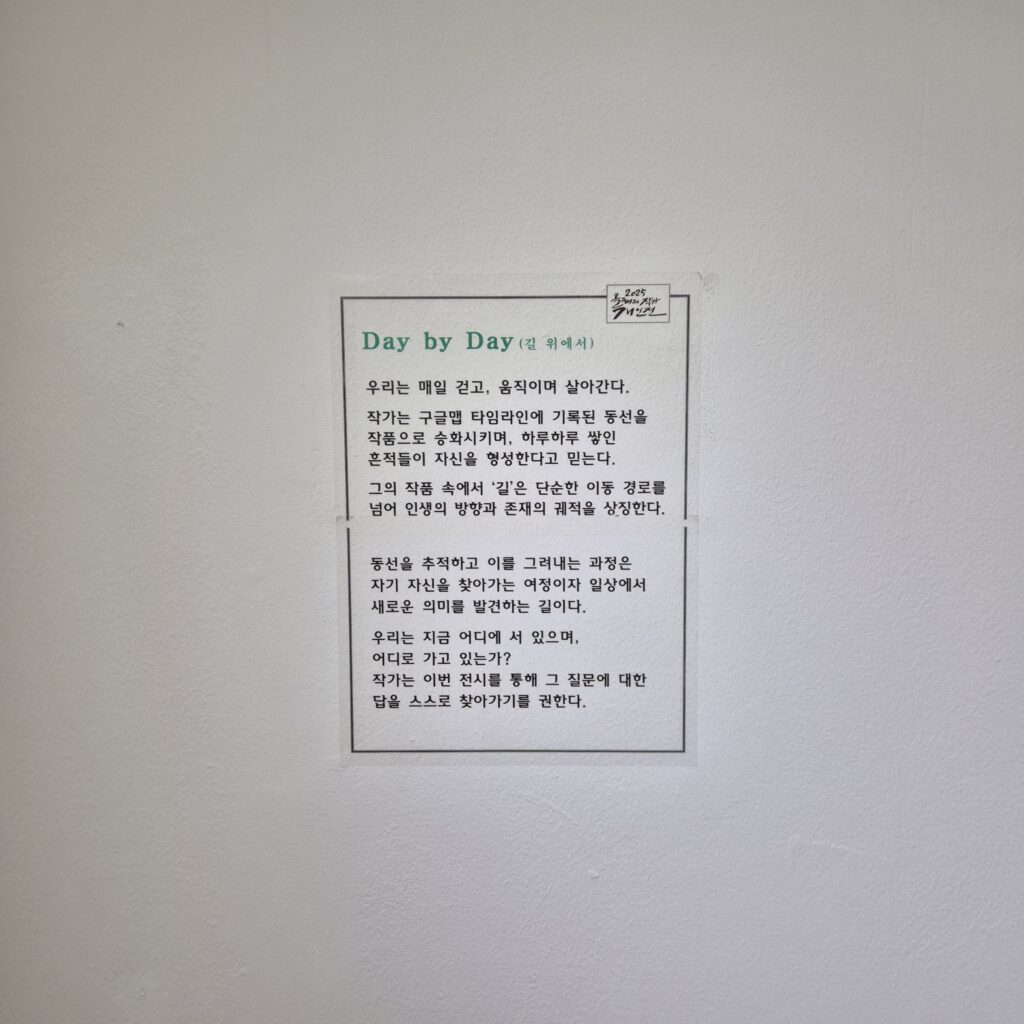 2025
작가
개인전
Day by Day (길 위에서)
우리는 매일 걷고, 움직이며 살아간다.
작가는 구글맵 타임라인에 기록된 동선을
작품으로 승화시키며, 하루하루 쌓인
흔적들이 자신을 형성한다고 믿는다.
그의 작품 속에서 ‘길’은 단순한 이동 경로를
넘어 인생의 방향과 존재의 궤적을 상징한다.
동선을 추적하고 이를 그려내는 과정은
자기 자신을 찾아가는 여정이자 일상에서
새로운 의미를 발견하는 길이다.
우리는 지금 어디에 서 있으며,
어디로 가고 있는가?
작가는 이번 전시를 통해 그 질문에 대한
답을 스스로 찾아가기를 권한다.